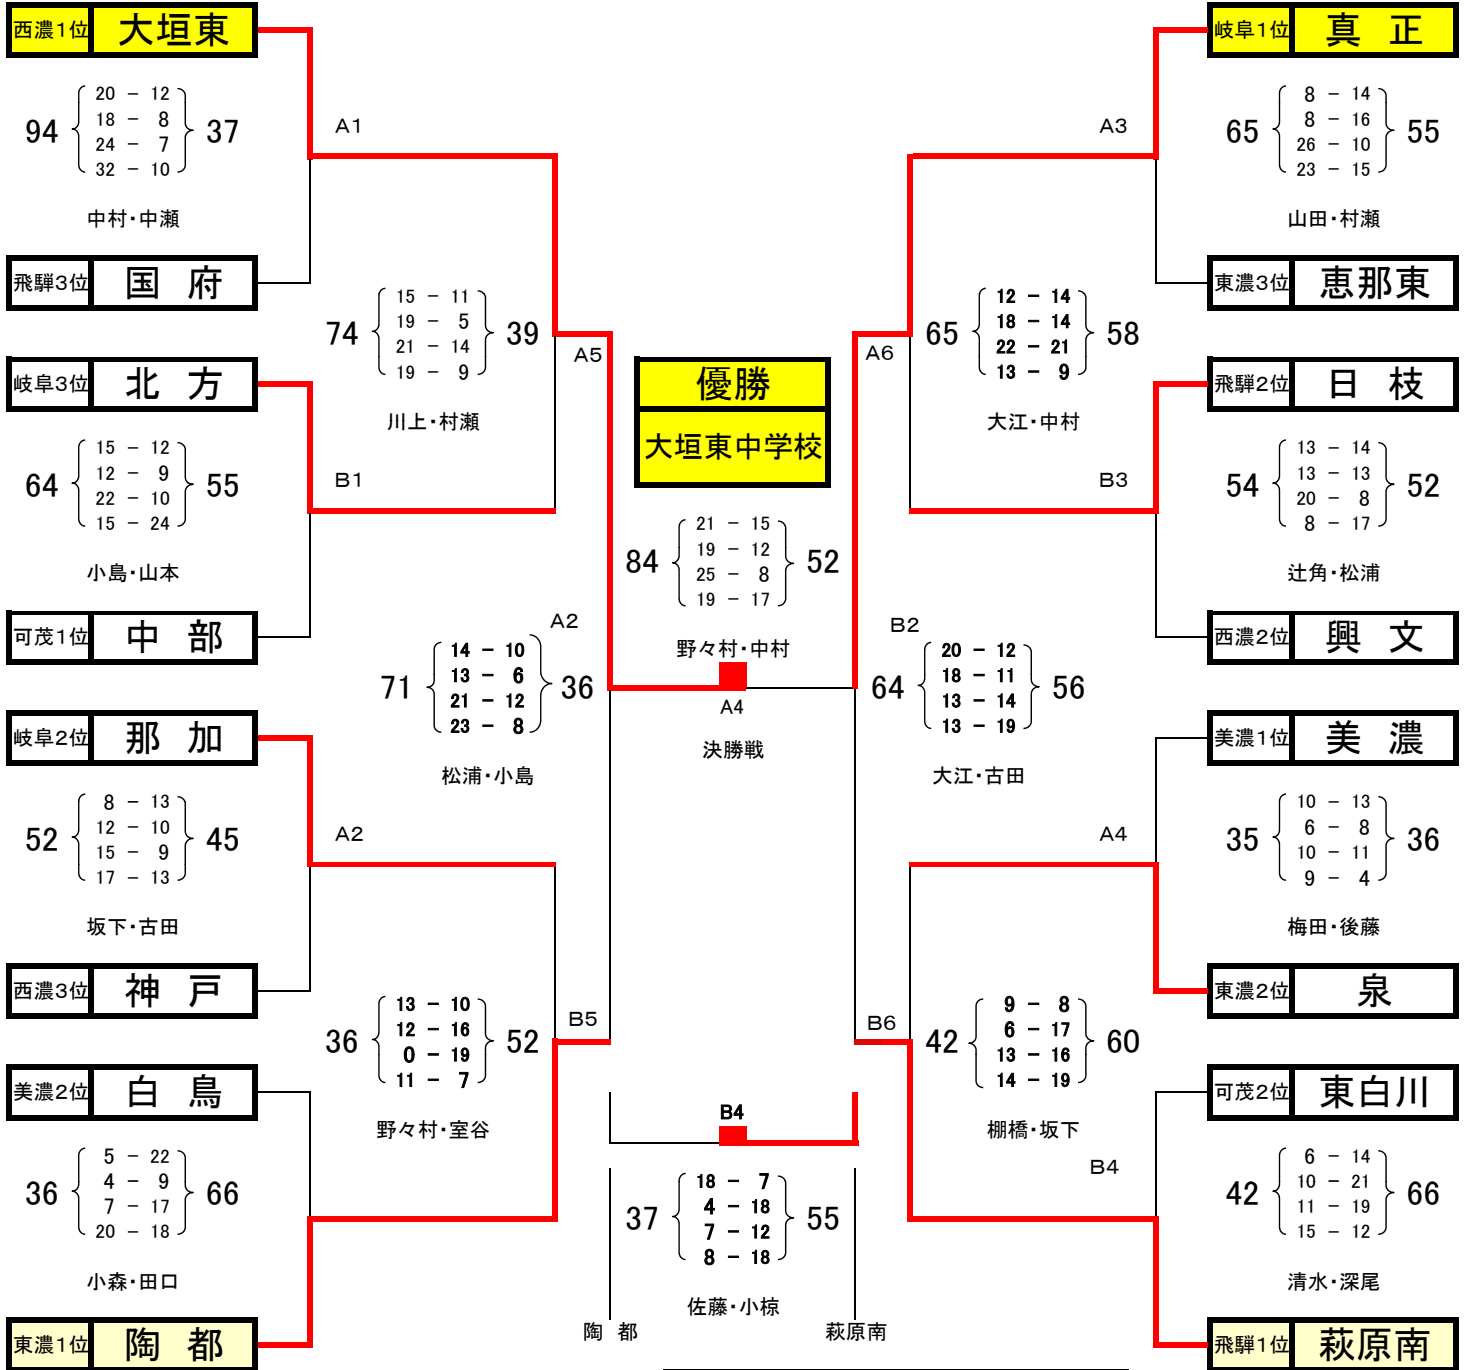 西濃1位 大垣東
94 20 － 12 37
18 － 8
24 － 7
32 － 10
中村・中瀬
A1
飛騨3位 国 府
74 15 － 11 39
19 － 5
21 － 14
19 － 9
川上・村瀬
A5
岐阜3位 北 方
64 15 － 12 55
12 － 9
22 － 10
15 － 24
小島・山本
B1
可茂1位 中 部
A2
71 14 － 10 36
13 － 6
21 － 12
23 － 8
松浦・小島
岐阜2位 那 加
52 8 － 13 45
12 － 10
15 － 9
17 － 13
坂下・古田
A2
西濃3位 神 戸
36 13 － 10 52
12 － 16
0 － 19
11 － 7
野々村・室谷
B5
美濃2位 白 鳥
36 5 － 22 66
4 － 9
7 － 17
20 － 18
小森・田口
東濃1位 陶 都
優勝
大垣東中学校
84 21 － 15 52
19 － 12
25 － 8
19 － 17
野々村・中村
A4
決勝戦
B4
37 18 － 7 55
4 － 18
7 － 12
8 － 18
佐藤・小椋
陶 都
萩原南
岐阜1位 真 正
65 8 － 14 55
8 － 16
26 － 10
23 － 15
山田・村瀬
A3
東濃3位 恵那東
65 12 － 14 58
18 － 14
22 － 21
13 － 9
大江・中村
A6
飛騨2位 日 枝
54 13 － 14 52
13 － 13
20 － 8
8 － 17
辻角・松浦
B3
西濃2位 興 文
B2
64 20 － 12 56
18 － 11
13 － 14
13 － 19
大江・古田
美濃1位 美 濃
35 10 － 13 36
6 － 8
10 － 11
9 － 4
梅田・後藤
A4
東濃2位 泉
42 9 － 8 60
6 － 17
13 － 16
14 － 19
棚橋・坂下
B6
可茂2位 東白川
42 6 － 14 66
10 － 21
11 － 19
15 － 12
清水・深尾
B4
飛騨1位 萩原南